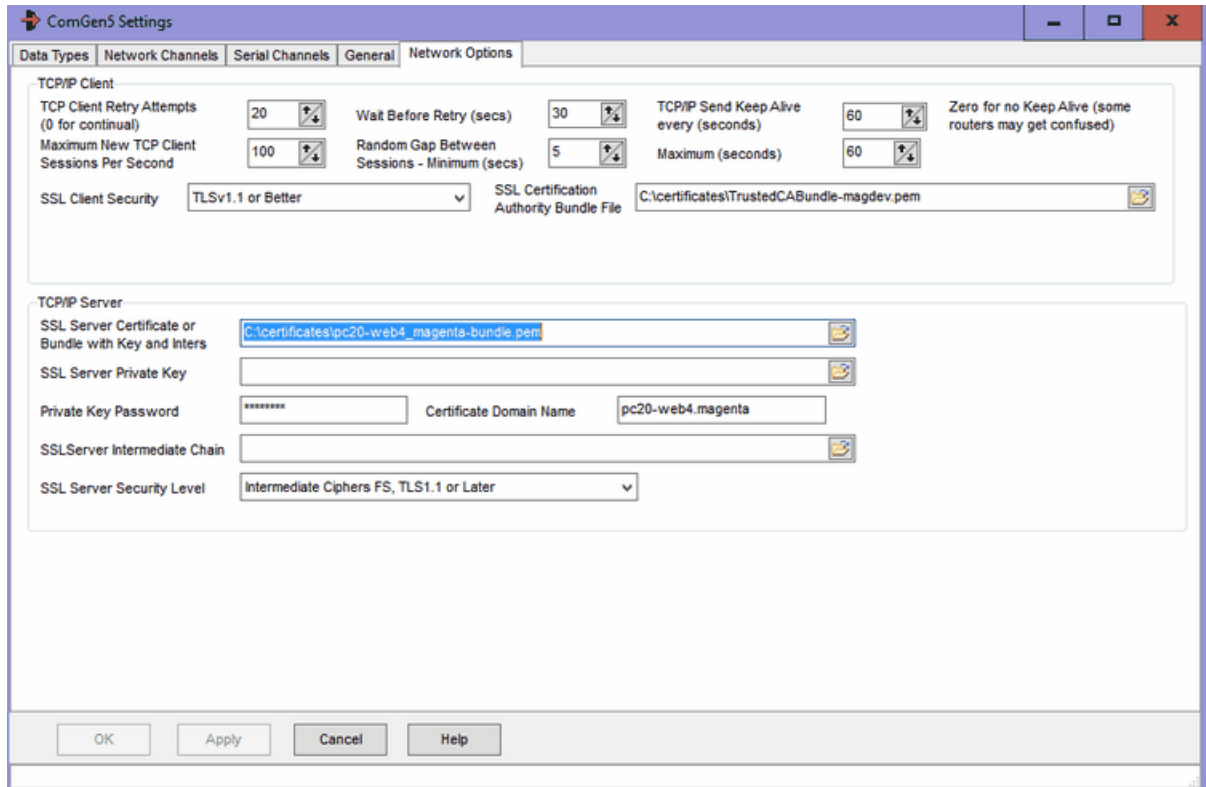 ComGen5 Settings
Data Types Network Channels Serial Channels General Network Options
TCP/IP Client
TCP Client Retry Attempts
(0 for continual)
20
Wait Before Retry (secs)
30
TCP/IP Send Keep Alive
every (seconds)
60
Zero for no Keep Alive (some
routers may get confused)
Maximum New TCP Client
Sessions Per Second
100
Random Gap Between
Sessions - Minimum (secs)
5
Maximum (seconds)
60
SSL Client Security
TLSv1.1 or Better
SSL Certification
Authority Bundle File
C:\certificates\TrustedCABundle-magdev.pem
TCP/IP Server
SSL Server Certificate or
Bundle with Key and Inters
C:\certificates\pc20-web4_magenta-bundle.pem
SSL Server Private Key
Private Key Password
********
Certificate Domain Name
pc20-web4.magenta
SSLServer Intermediate Chain
SSL Server Security Level
Intermediate Ciphers FS, TLS1.1 or Later
OK Apply Cancel Help